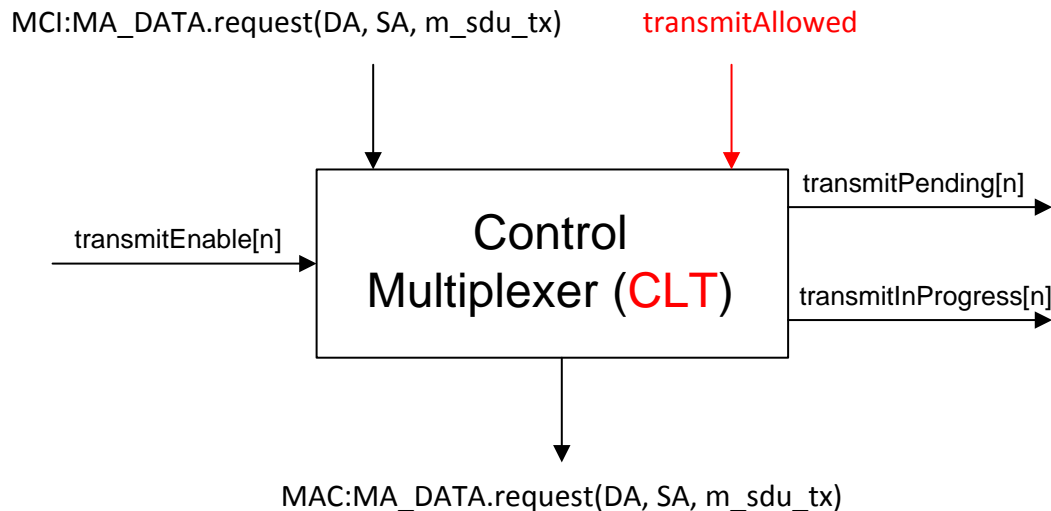 MCI:MA_DATA.request(DA, SA, m_sdu_tx)
transmitAllowed
transmitPending[n]
transmitEnable[n]
Control
Multiplexer (CLT)
transmitInProgress[n]
MAC:MA_DATA.request(DA, SA, m_sdu_tx)